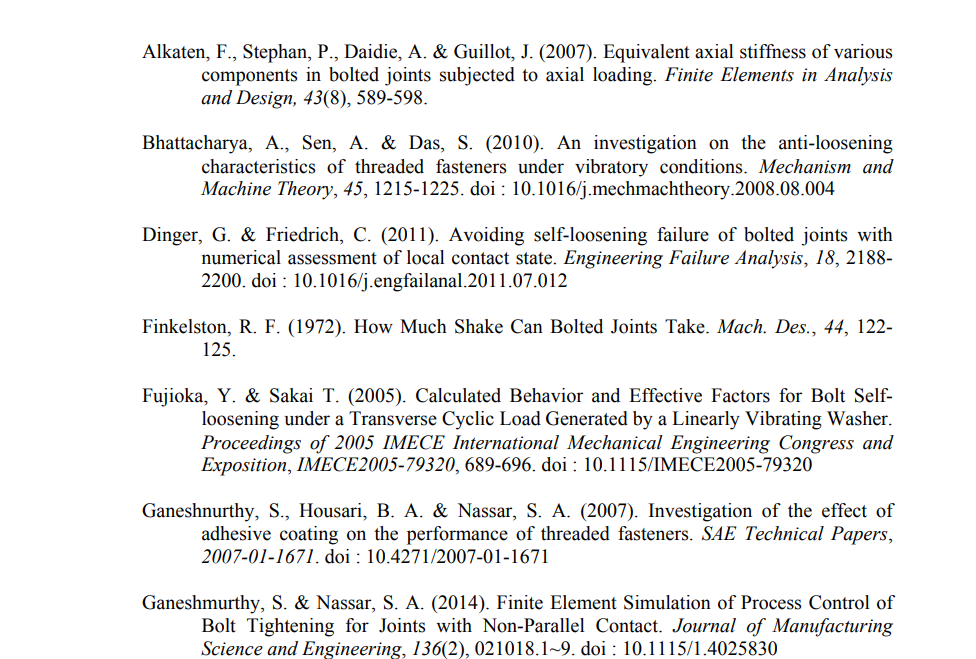 Alkaten, F., Stephan, P., Daidie, A. & Guillot, J. (2007). Equivalent axial stiffness of various
components in bolted joints subjected to axial loading. Finite Elements in Analysis
and Design, 43(8), 589-598.
Bhattacharya, A., Sen, A. & Das, S. (2010). An investigation on the anti-loosening
characteristics of threaded fasteners under vibratory conditions. Mechanism and
Machine Theory, 45, 1215-1225. doi : 10.1016/j.mechmachtheory.2008.08.004
Dinger, G. & Friedrich, C. (2011). Avoiding self-loosening failure of bolted joints with
numerical assessment of local contact state. Engineering Failure Analysis, 18, 2188-
2200. doi : 10.1016/j.engfailanal.2011.07.012
Finkelston, R. F. (1972). How Much Shake Can Bolted Joints Take. Mach. Des., 44, 122-
125.
Fujioka, Y. & Sakai T. (2005). Calculated Behavior and Effective Factors for Bolt Self-
loosening under a Transverse Cyclic Load Generated by a Linearly Vibrating Washer.
Proceedings of 2005 IMECE International Mechanical Engineering Congress and
Exposition, IMECE2005-79320, 689-696. doi : 10.1115/IMECE2005-79320
Ganeshnurthy, S., Housari, B. A. & Nassar, S. A. (2007). Investigation of the effect of
adhesive coating on the performance of threaded fasteners. SAE Technical Papers,
2007-01-1671. doi : 10.4271/2007-01-1671
Ganeshmurthy, S. & Nassar, S. A. (2014). Finite Element Simulation of Process Control of
Bolt Tightening for Joints with Non-Parallel Contact. Journal of Manufacturing
Science and Engineering, 136(2), 021018.1~9. doi : 10.1115/1.4025830